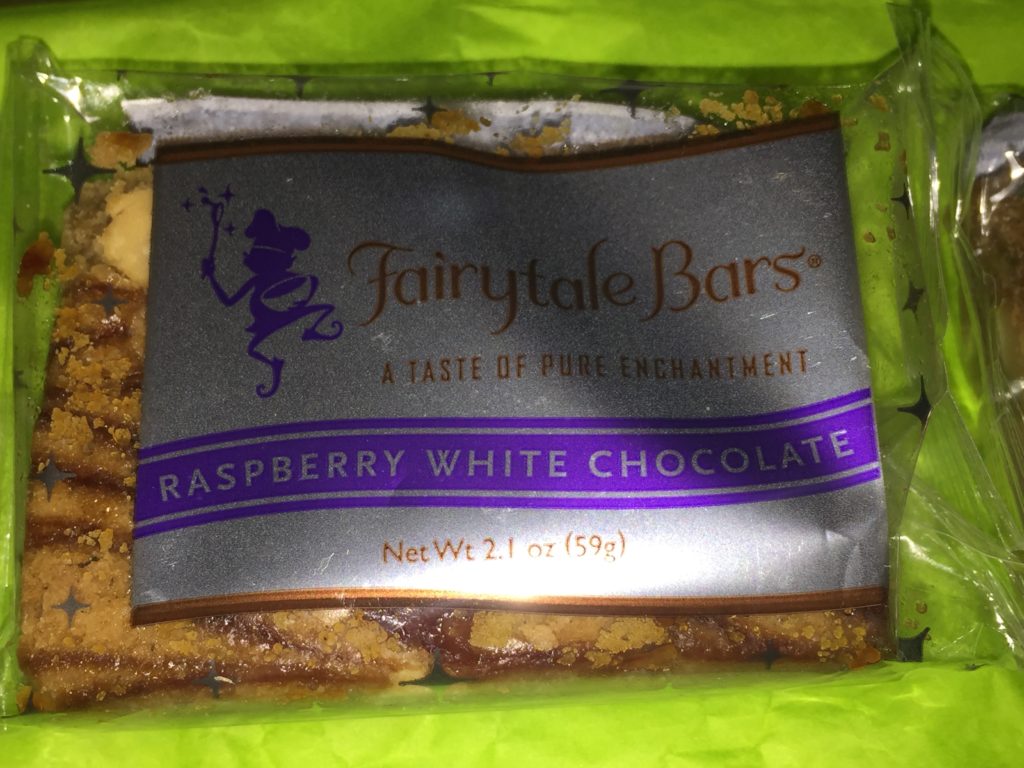 Fairytale Bars®
A TASTE OF PURE ENCHANTMENT
RASPBERRY WHITE CHOCOLATE
Net Wt 2.1 oz (59g)